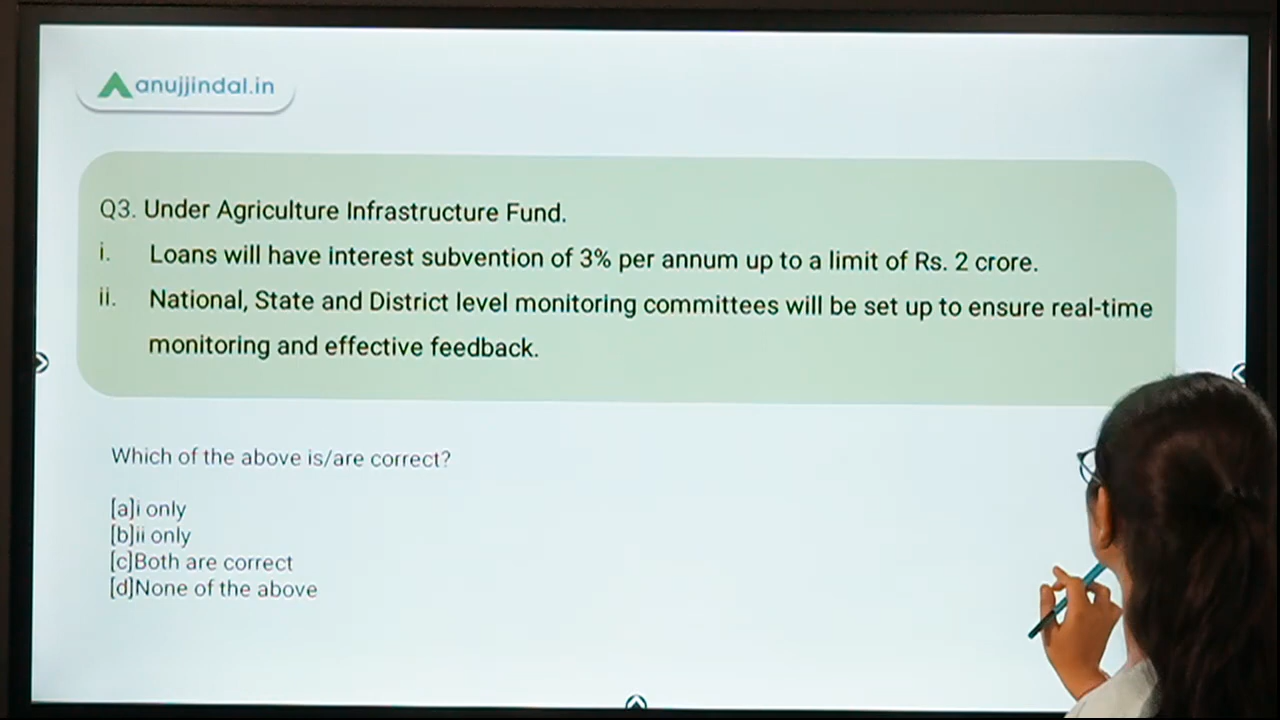 anujjindal.in
Q3. Under Agriculture Infrastructure Fund.
i. Loans will have interest subvention of 3% per annum up to a limit of Rs. 2 crore.
ii. National, State and District level monitoring committees will be set up to ensure real-time
monitoring and effective feedback.
Which of the above is/are correct?
[a]i only
[b]ii only
[c]Both are correct
[d]None of the above